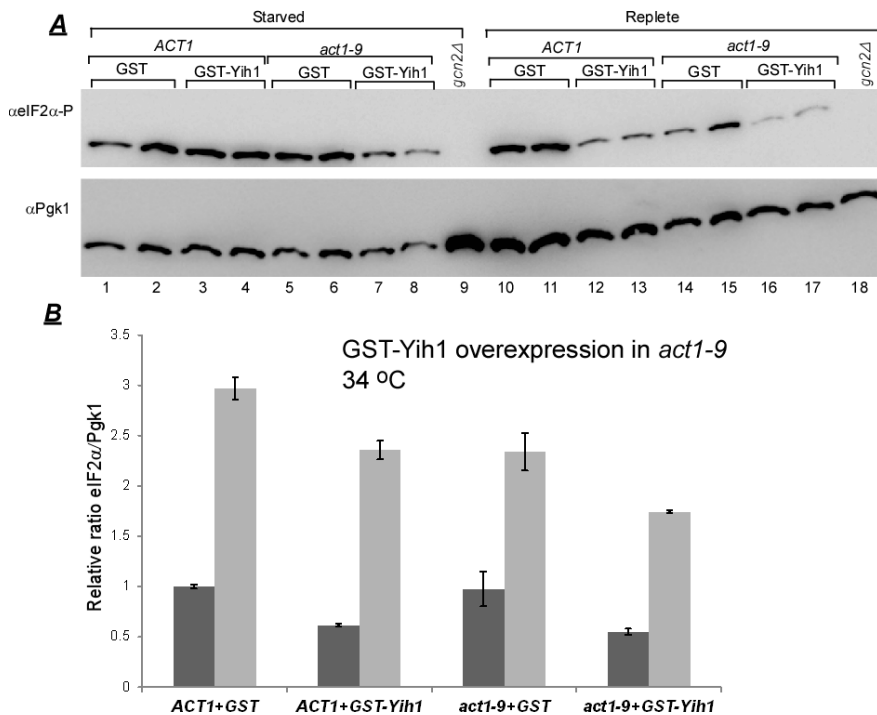 A
Starved
Replete
ACT1
act1-9
gcn2Δ
ACT1
act1-9
gcn2Δ
GST
GST-Yih1
GST
GST-Yih1
GST
GST-Yih1
GST
GST-Yih1
αeIF2α-P
αPgk1
1 2 3 4 5 6 7 8 9 10 11 12 13 14 15 16 17 18
B
GST-Yih1 overexpression in act1-9
34 ºC
Relative ratio eIF2α/Pgk1
3.5
3
2.5
2
1.5
1
0.5
0
ACT1+GST
ACT1+GST-Yih1
act1-9+GST
act1-9+GST-Yih1